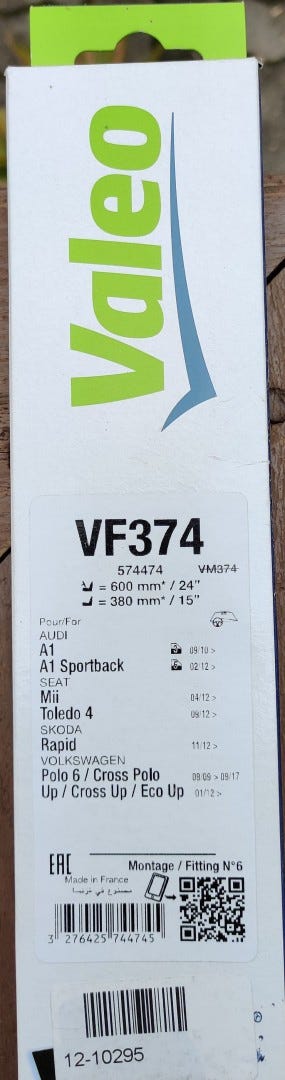 Valeo
VF374
574474 VM374
= 600 mm* / 24"
= 380 mm* / 15"
Pour/For
AUDI
A1 09/10 >
A1 Sportback 02/12 >
SEAT
Mii 04/12 >
Toledo 4 09/12 >
SKODA
Rapid 11/12 >
VOLKSWAGEN
Polo 6 / Cross Polo 09/09 > 09/17
Up / Cross Up / Eco Up 01/12 >
EAC Montage / Fitting N°6
Made in France
مصنوع في فرنسا
3 276425 744745
12-10295